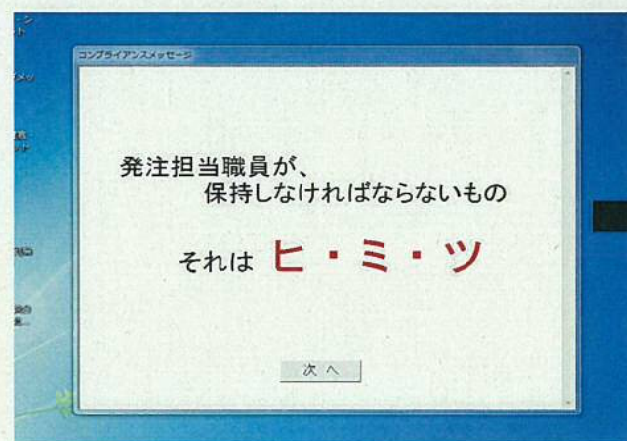 コンプライアンスメッセージ
発注担当職員が、
保持しなければならないもの
それは ヒ・ミ・ツ
次 へ